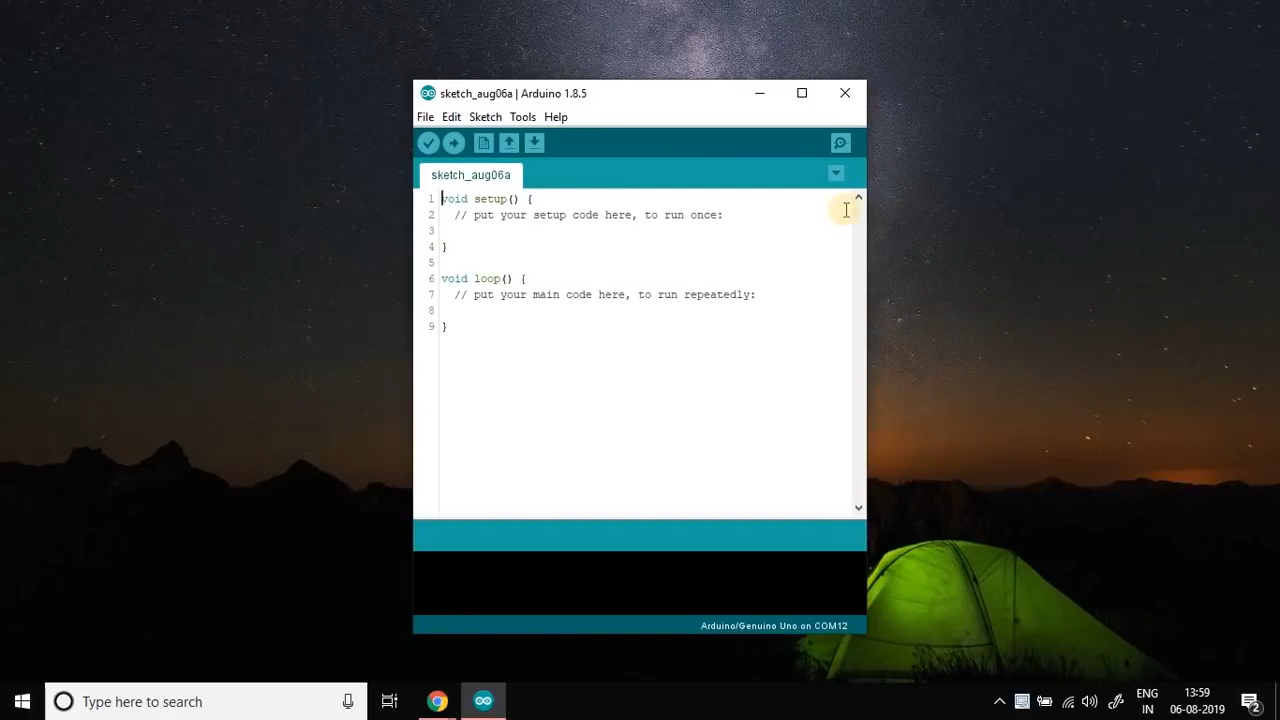 sketch_aug06a | Arduino 1.8.5
File Edit Sketch Tools Help
sketch_aug06a
1 void setup() {
2 // put your setup code here, to run once:
3
4 }
5
6 void loop() {
7 // put your main code here, to run repeatedly:
8
9 }
Arduino/Genuino Uno on COM12
Type here to search
ENG
IN
13:59
06-08-2019
2